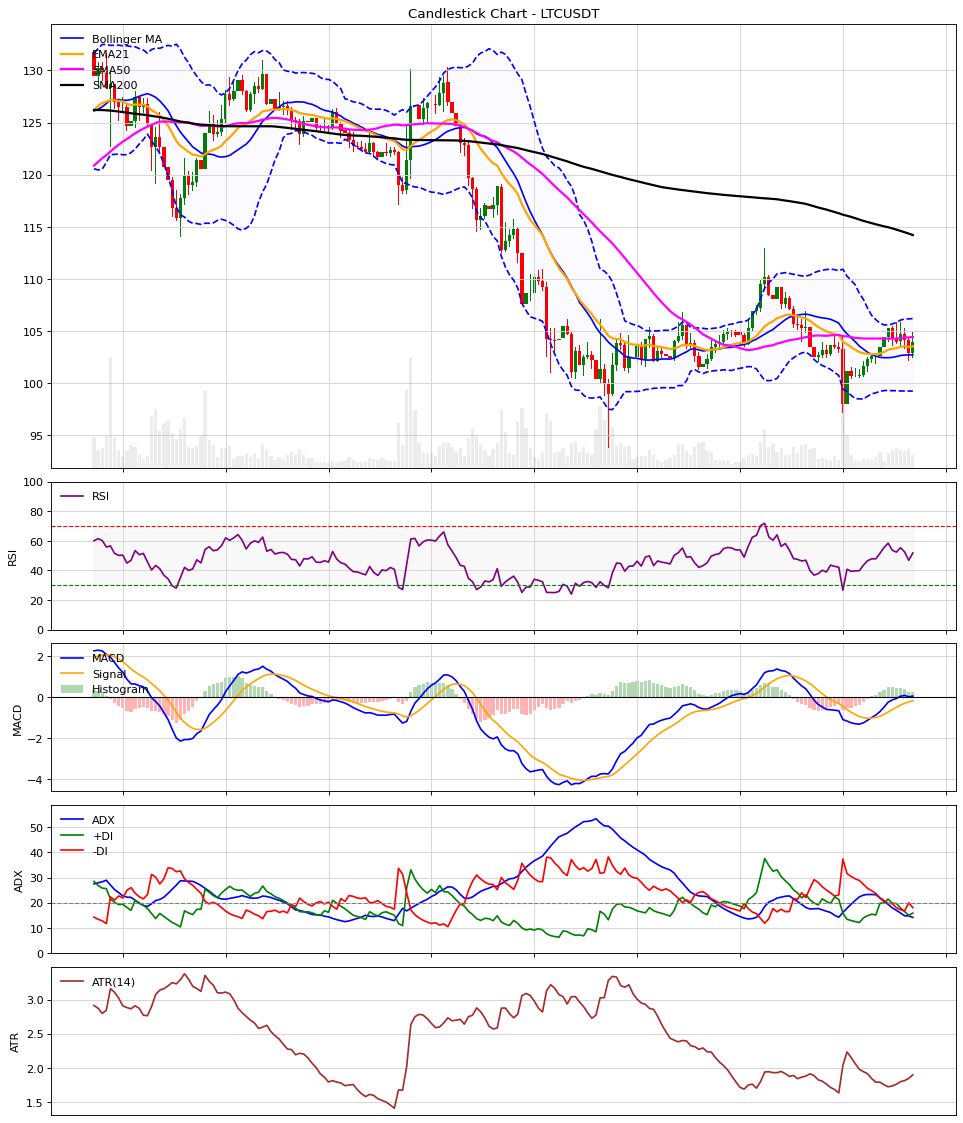 Candlestick Chart - LTCUSDT
Bollinger MA
EMA21
SMA50
SMA200
130
125
120
115
110
105
100
95
RSI
100
80
60
40
20
0
RSI
MACD
Signal
Histogram
2
0
−2
−4
MACD
ADX
+DI
-DI
50
40
30
20
10
0
ADX
ATR(14)
3.0
2.5
2.0
1.5
ATR